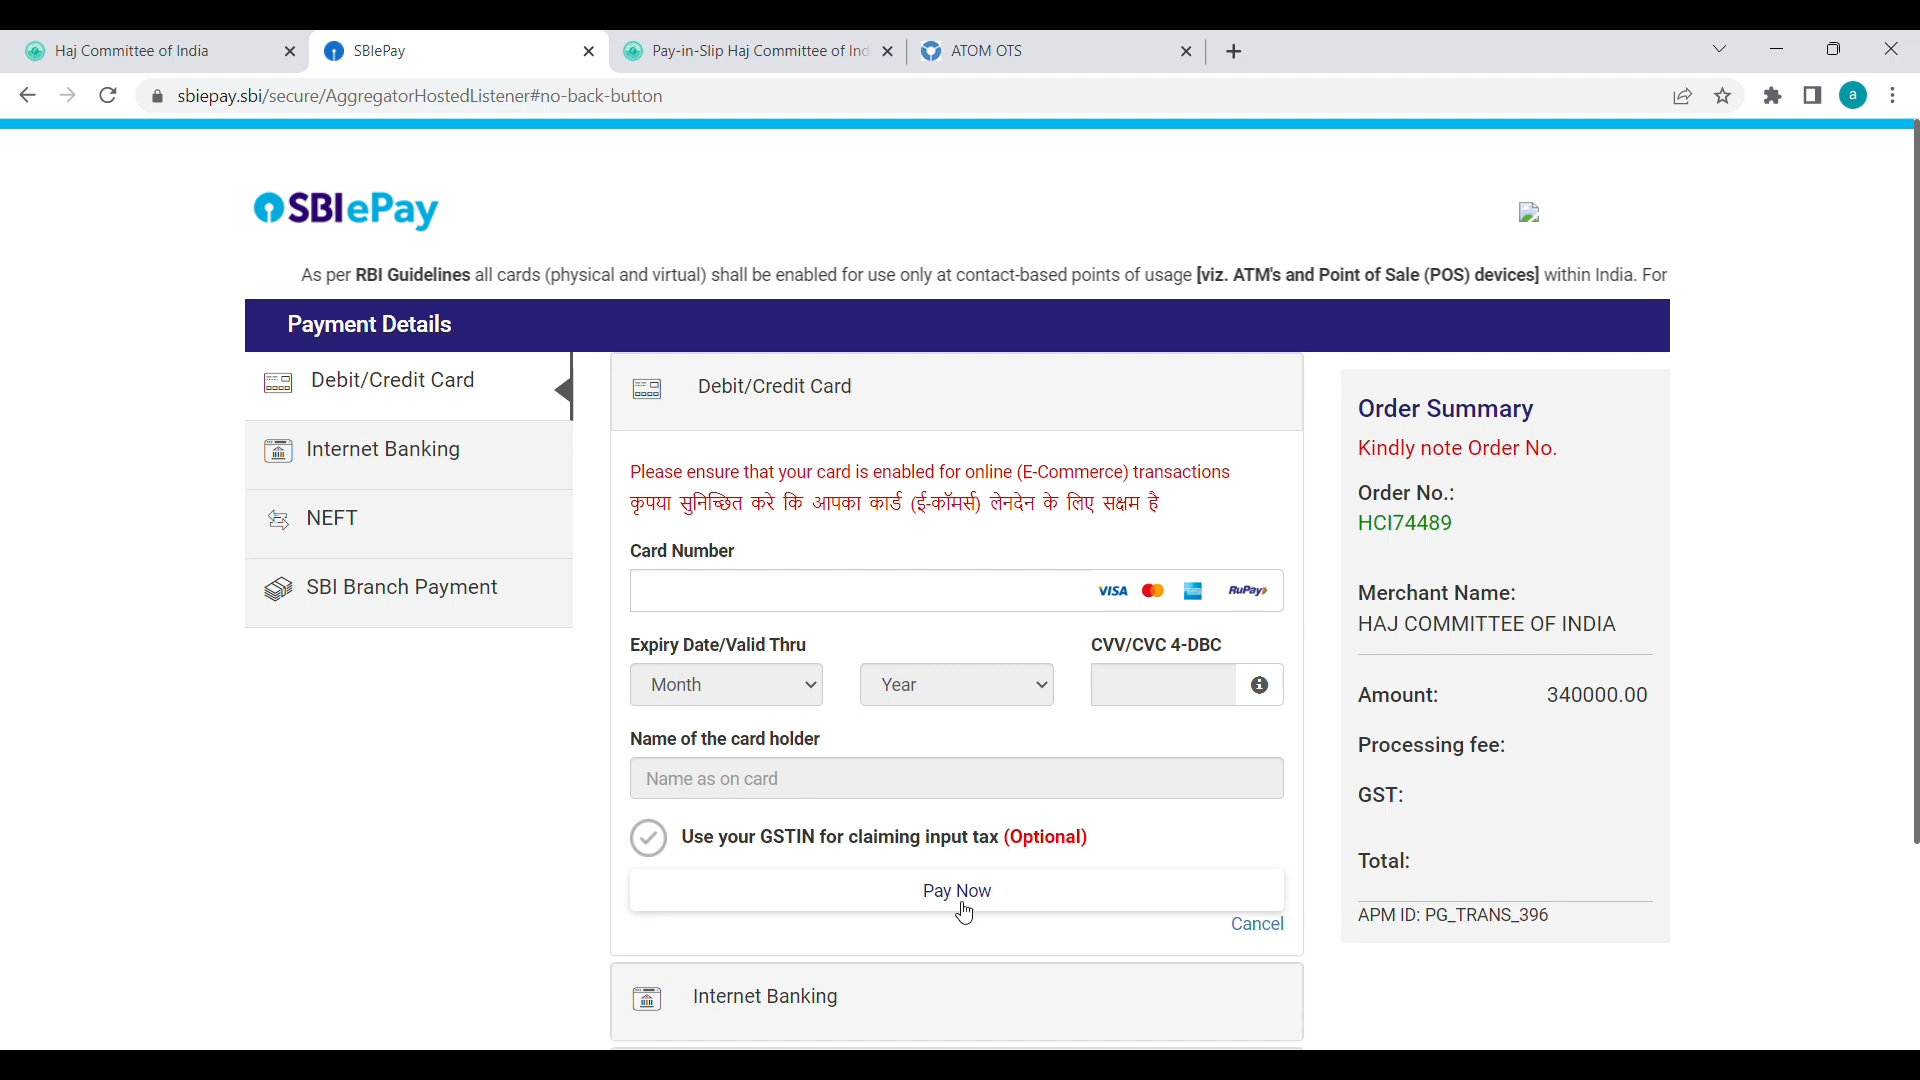 Haj Committee of India
SBIePay
Pay-in-Slip Haj Committee of Ind
ATOM OTS
sbiepay.sbi/secure/AggregatorHostedListener#no-back-button
a
SBI ePay
As per RBI Guidelines all cards (physical and virtual) shall be enabled for use only at contact-based points of usage [viz. ATM's and Point of Sale (POS) devices] within India. For
Payment Details
Debit/Credit Card
Internet Banking
NEFT
SBI Branch Payment
Debit/Credit Card
Please ensure that your card is enabled for online (E-Commerce) transactions
कृपया सुनिच्छित करे कि आपका कार्ड (ई-कॉमर्स) लेनदेन के लिए सक्षम है
Card Number
VISA
RuPay
Expiry Date/Valid Thru
CVV/CVC 4-DBC
Month
Year
Name of the card holder
Name as on card
Use your GSTIN for claiming input tax (Optional)
Pay Now
Cancel
Internet Banking
Order Summary
Kindly note Order No.
Order No.:
HCI74489
Merchant Name:
HAJ COMMITTEE OF INDIA
Amount: 340000.00
Processing fee:
GST:
Total:
APM ID: PG_TRANS_396